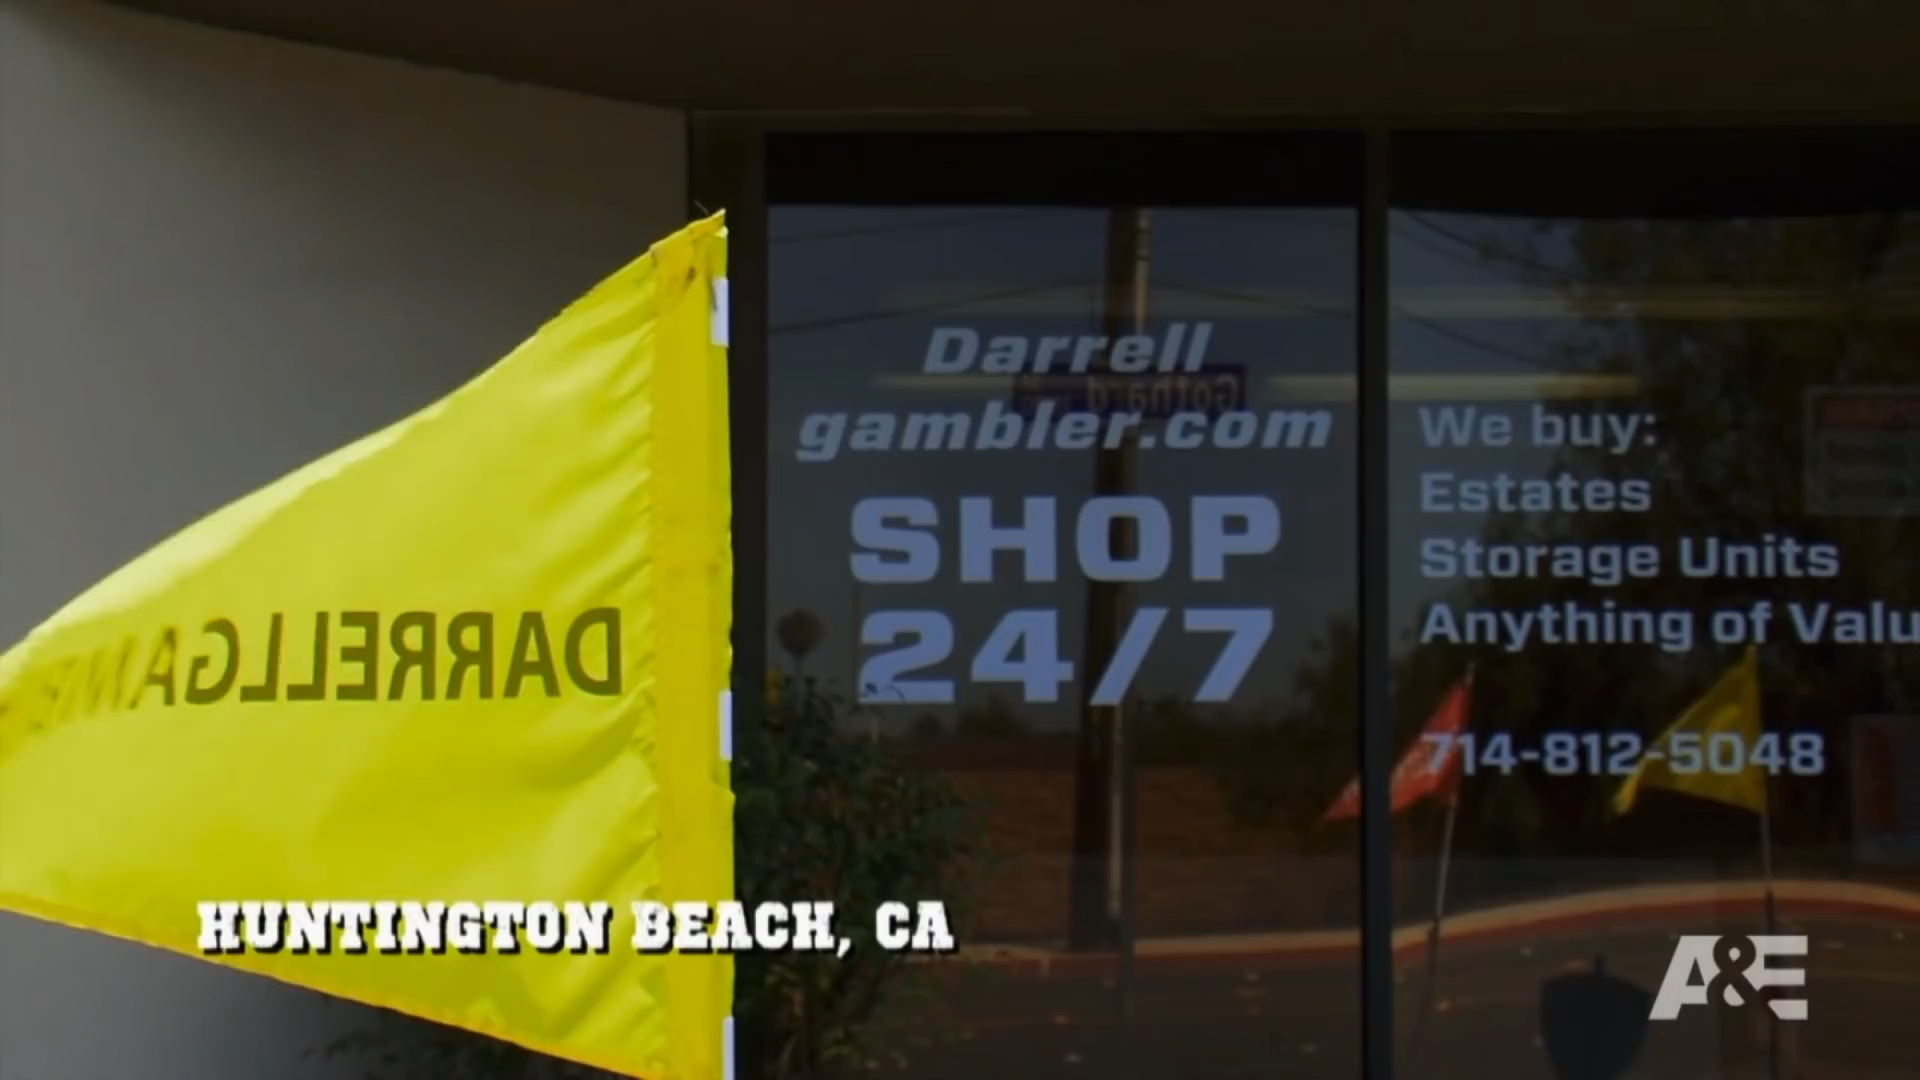 Darrell
gambler.com
SHOP
24/7
We buy:
Estates
Storage Units
Anything of Valu
714-812-5048
DARRELLGAM
Gothard
HUNTINGTON BEACH, CA
A&E